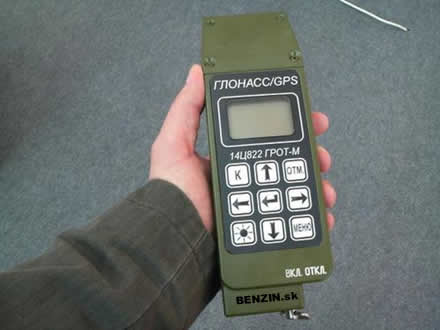 ГЛОНАСС/GPS
14Ц822 ГРОТ-М
К ОТМ.
МЕНЮ
ВКЛ. ОТКЛ.
BENZIN.sk